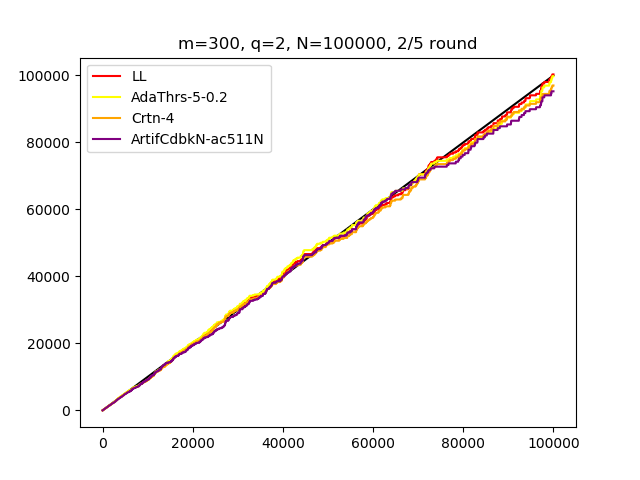 m=300, q=2, N=100000, 2/5 round
LL
AdaThrs-5-0.2
Crtn-4
ArtifCdbkN-ac511N
100000
80000
60000
40000
20000
0
0 20000 40000 60000 80000 100000